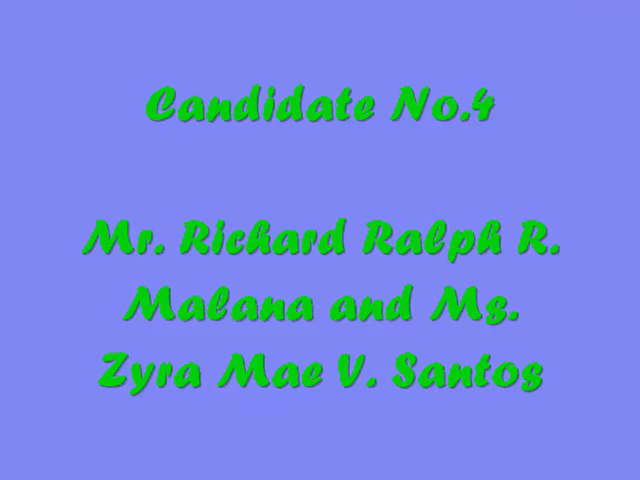 Candidate No.4
Mr. Richard Ralph R.
Malana and Ms.
Zyra Mae V. Santos